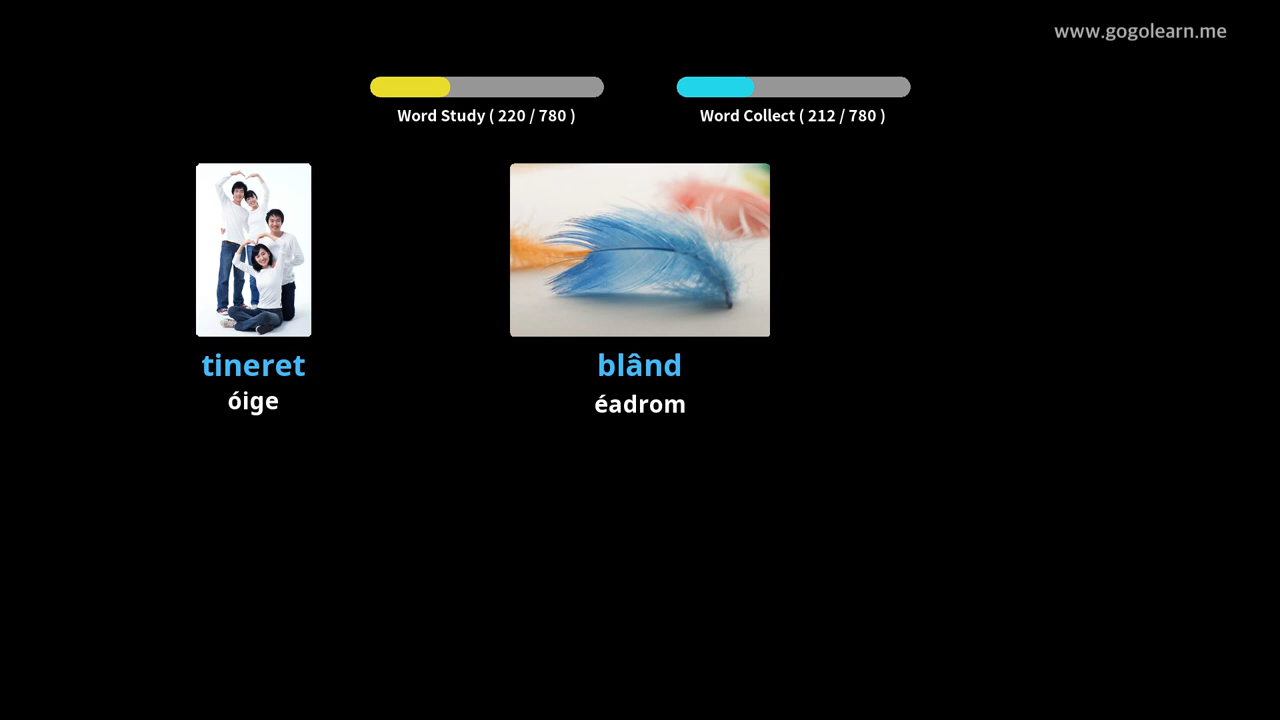 www.gogolearn.me
Word Study ( 220 / 780 )
Word Collect ( 212 / 780 )
tineret
óige
blând
éadrom